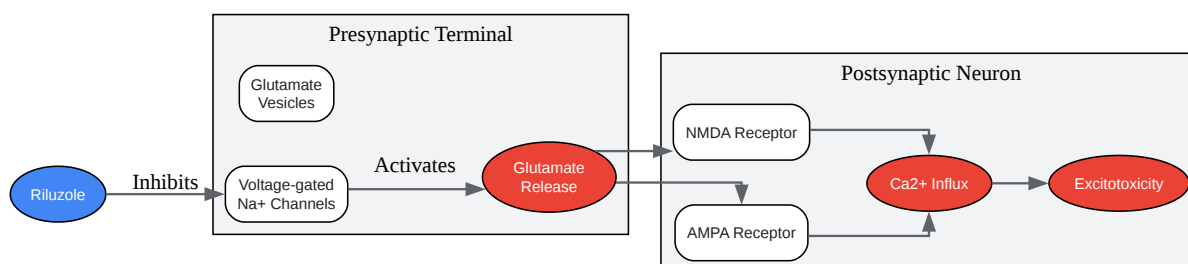 Presynaptic Terminal
Glutamate
Vesicles
Riluzole
Inhibits
Voltage-gated
Na+ Channels
Activates
Glutamate
Release
Postsynaptic Neuron
NMDA Receptor
AMPA Receptor
Ca2+ Influx
Excitotoxicity